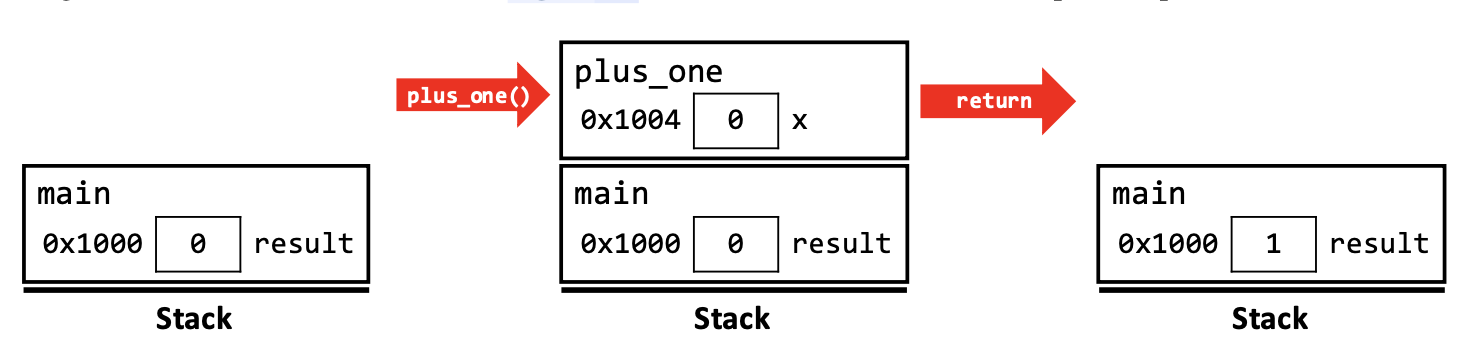 main
0x1000 0 result
Stack
plus_one()
plus_one
0x1004 0 x
main
0x1000 0 result
Stack
return
main
0x1000 1 result
Stack